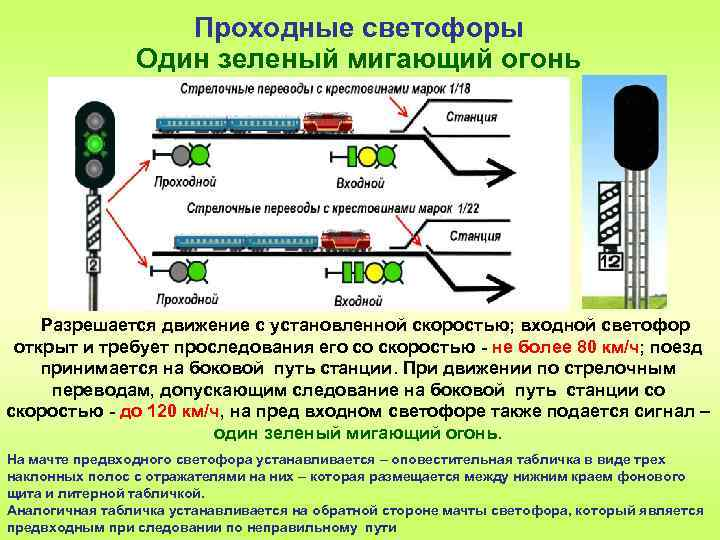 Проходные светофоры
Один зеленый мигающий огонь
Стрелочные переводы с крестовинами марок 1/18
Станция
Проходной
Входной
Стрелочные переводы с крестовинами марок 1/22
Станция
Проходной
Входной
2
12
Разрешается движение с установленной скоростью; входной светофор
открыт и требует проследования его со скоростью - не более 80 км/ч; поезд
принимается на боковой путь станции. При движении по стрелочным
переводам, допускающим следование на боковой путь станции со
скоростью - до 120 км/ч, на пред входном светофоре также подается сигнал –
один зеленый мигающий огонь.
На мачте предвходного светофора устанавливается – оповестительная табличка в виде трех
наклонных полос с отражателями на них – которая размещается между нижним краем фонового
щита и литерной табличкой.
Аналогичная табличка устанавливается на обратной стороне мачты светофора, который является
предвходным при следовании по неправильному пути